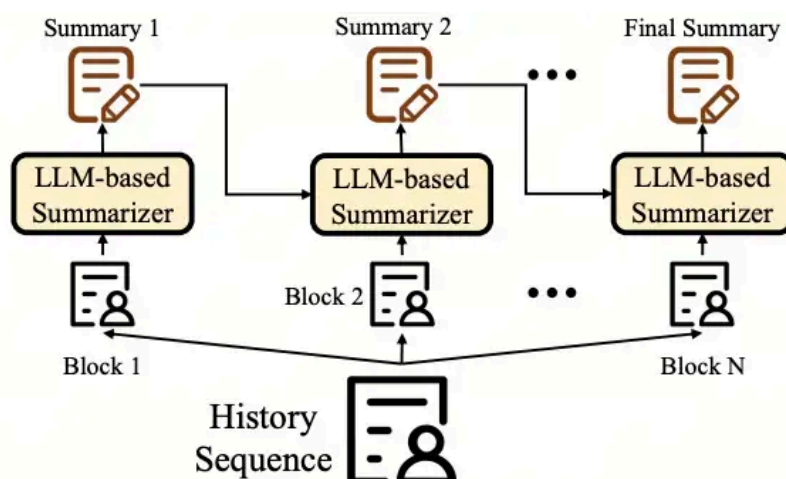 Summary 1
Summary 2
Final Summary
LLM-based
Summarizer
LLM-based
Summarizer
LLM-based
Summarizer
Block 2
Block 1
Block N
History
Sequence